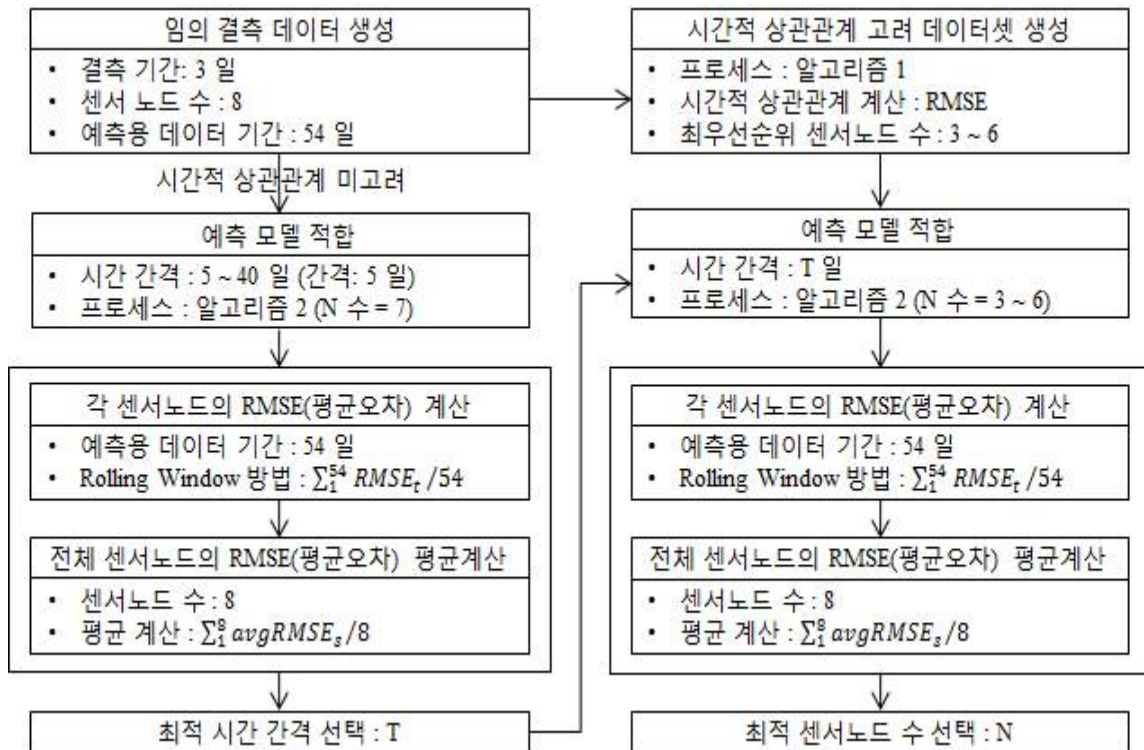 임의 결측 데이터 생성
• 결측 기간: 3 일
• 센서 노드 수 : 8
• 예측용 데이터 기간 : 54 일
시간적 상관관계 미고려
예측 모델 적합
• 시간 간격 : 5 ~ 40 일 (간격: 5 일)
• 프로세스 : 알고리즘 2 (N 수 = 7)
각 센서노드의 RMSE(평균오차) 계산
• 예측용 데이터 기간 : 54 일
• Rolling Window 방법 : ∑₁⁵⁴ RMSEₜ /54
전체 센서노드의 RMSE(평균오차) 평균계산
• 센서노드 수 : 8
• 평균 계산 : ∑₁⁸ avgRMSEₛ/8
최적 시간 간격 선택 : T
시간적 상관관계 고려 데이터셋 생성
• 프로세스 : 알고리즘 1
• 시간적 상관관계 계산 : RMSE
• 최우선순위 센서노드 수 : 3 ~ 6
예측 모델 적합
• 시간 간격 : T 일
• 프로세스 : 알고리즘 2 (N 수 = 3 ~ 6)
각 센서노드의 RMSE(평균오차) 계산
• 예측용 데이터 기간 : 54 일
• Rolling Window 방법 : ∑₁⁵⁴ RMSEₜ /54
전체 센서노드의 RMSE(평균오차) 평균계산
• 센서노드 수 : 8
• 평균 계산 : ∑₁⁸ avgRMSEₛ/8
최적 센서노드 수 선택 : N